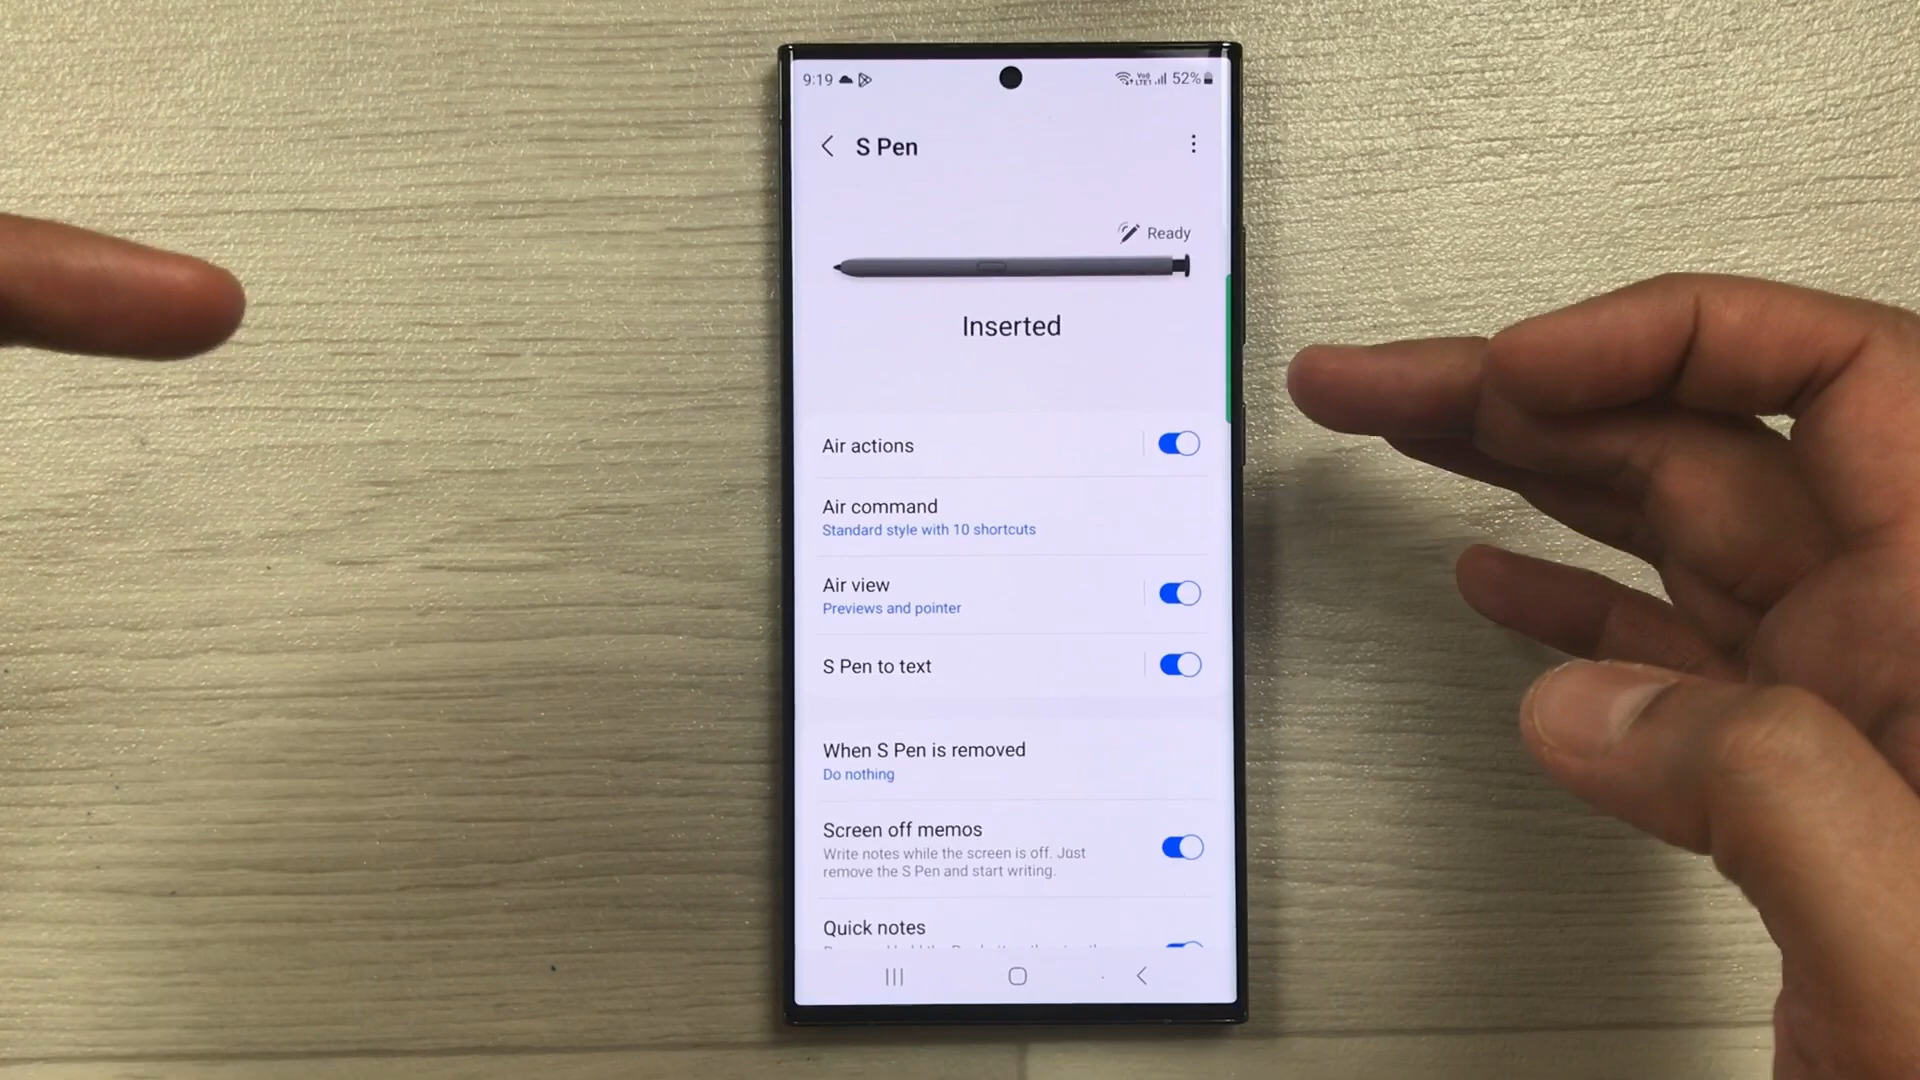 9:19 52%
S Pen
Ready
Inserted
Air actions
Air command
Standard style with 10 shortcuts
Air view
Previews and pointer
S Pen to text
When S Pen is removed
Do nothing
Screen off memos
Write notes while the screen is off. Just
remove the S Pen and start writing.
Quick notes